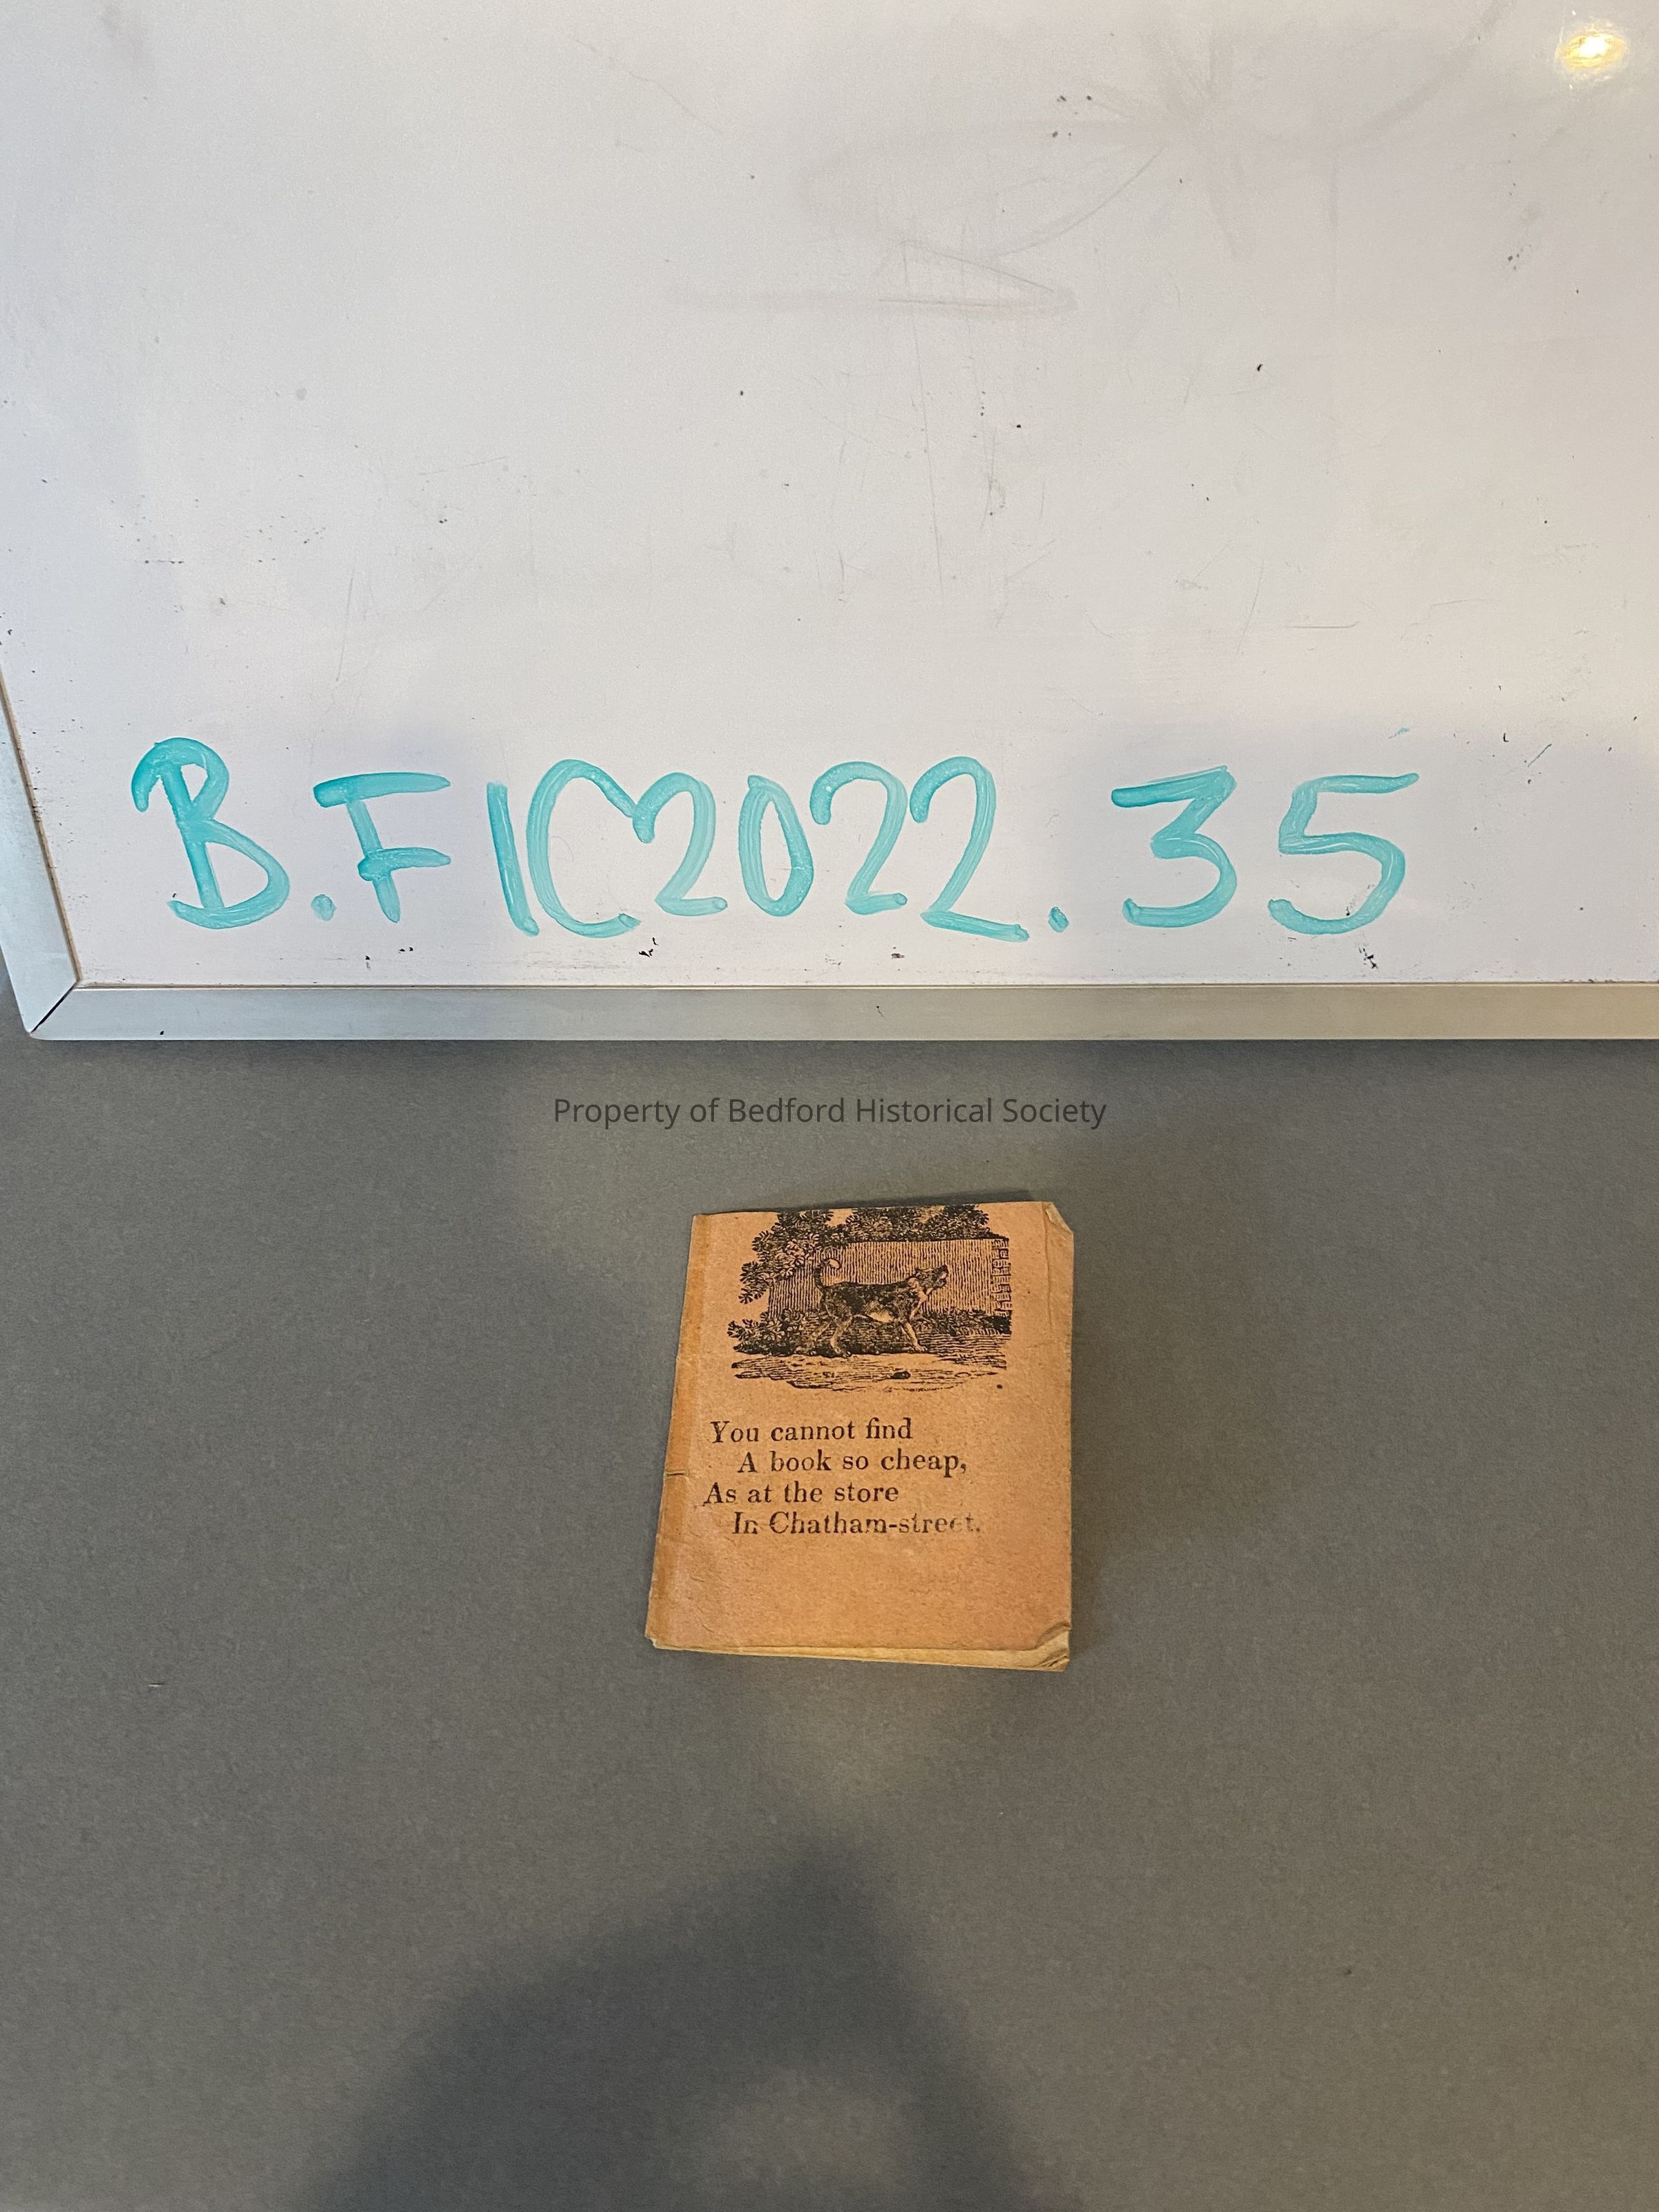 B.FIC2022.35
Property of Bedford Historical Society
You cannot find
A book so cheap,
As at the store
In Chatham-street.